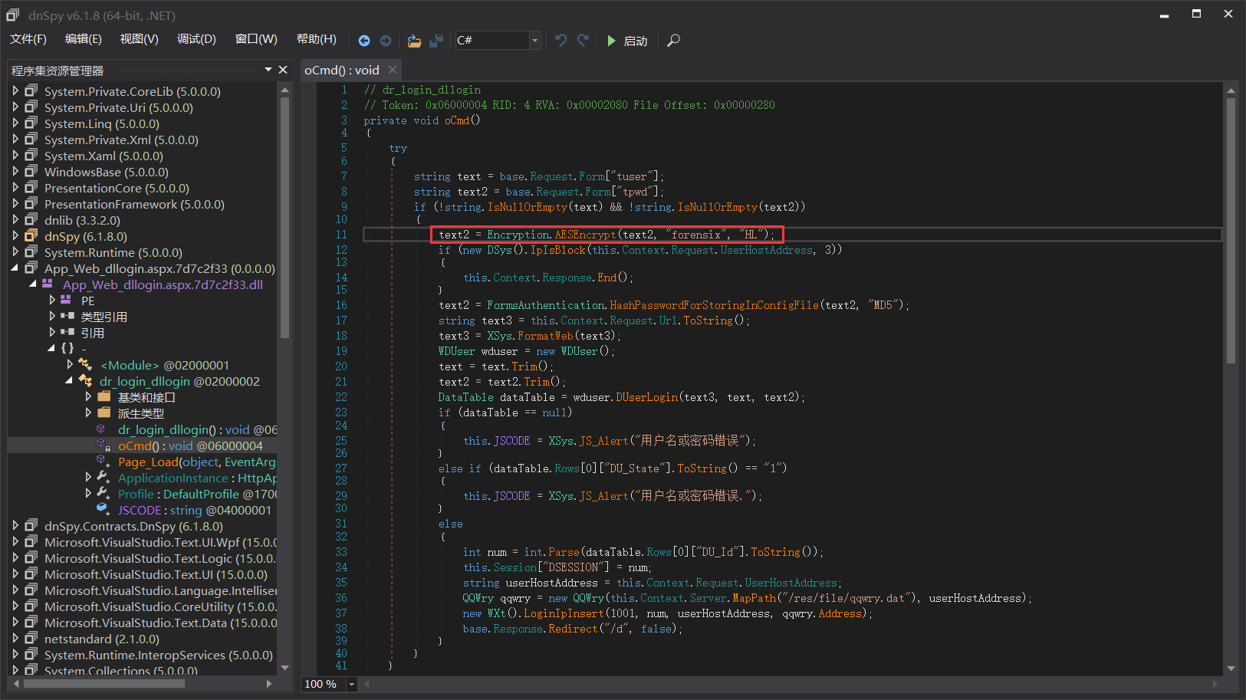 dnSpy v6.1.8 (64-bit, .NET)
文件(F) 编辑(E) 视图(V) 调试(D) 窗口(W) 帮助(H) C# 启动
程序集资源管理器
System.Private.CoreLib (5.0.0.0)
System.Private.Uri (5.0.0.0)
System.Linq (5.0.0.0)
System.Private.Xml (5.0.0.0)
System.Xaml (5.0.0.0)
WindowsBase (5.0.0.0)
PresentationCore (5.0.0.0)
PresentationFramework (5.0.0.0)
dnlib (3.3.2.0)
dnSpy (6.1.8.0)
System.Runtime (5.0.0.0)
App_Web_dllogin.aspx.7d7c2f33 (0.0.0.0)
App_Web_dllogin.aspx.7d7c2f33.dll
PE
类型引用
引用
{ } -
<Module> @02000001
dr_login_dllogin @02000002
基类和接口
派生类型
dr_login_dllogin() : void @06
oCmd() : void @06000004
Page_Load(object, EventArg
ApplicationInstance : HttpAp
Profile : DefaultProfile @1700
JSCODE : string @04000001
dnSpy.Contracts.DnSpy (6.1.8.0)
Microsoft.VisualStudio.Text.UI.Wpf (15.0.
Microsoft.VisualStudio.Text.Logic (15.0.0.
Microsoft.VisualStudio.Text.UI (15.0.0.0)
Microsoft.VisualStudio.Language.Intellisen
Microsoft.VisualStudio.CoreUtility (15.0.0.
Microsoft.VisualStudio.Text.Data (15.0.0.0
netstandard (2.1.0.0)
System.Runtime.InteropServices (5.0.0.0)
System.Collections (5.0.0.0)
oCmd() : void
1 // dr_login_dllogin
2 // Token: 0x06000004 RID: 4 RVA: 0x00002080 File Offset: 0x00000280
3 private void oCmd()
4 {
5 try
6 {
7 string text = base.Request.Form["tuser"];
8 string text2 = base.Request.Form["tpwd"];
9 if (!string.IsNullOrEmpty(text) && !string.IsNullOrEmpty(text2))
10 {
11 text2 = Encryption.AESEncrypt(text2, "forensix", "HL");
12 if (new DSys().IpIsBlock(this.Context.Request.UserHostAddress, 3))
13 {
14 this.Context.Response.End();
15 }
16 text2 = FormsAuthentication.HashPasswordForStoringInConfigFile(text2, "MD5");
17 string text3 = this.Context.Request.Url.ToString();
18 text3 = XSys.FormatWeb(text3);
19 WDUser wduser = new WDUser();
20 text = text.Trim();
21 text2 = text2.Trim();
22 DataTable dataTable = wduser.DUserLogin(text3, text, text2);
23 if (dataTable == null)
24 {
25 this.JSCODE = XSys.JS_Alert("用户名或密码错误");
26 }
27 else if (dataTable.Rows[0]["DU_State"].ToString() == "1")
28 {
29 this.JSCODE = XSys.JS_Alert("用户名或密码错误.");
30 }
31 else
32 {
33 int num = int.Parse(dataTable.Rows[0]["DU_Id"].ToString());
34 this.Session["DSESSION"] = num;
35 string userHostAddress = this.Context.Request.UserHostAddress;
36 QQWry qqwry = new QQWry(this.Context.Server.MapPath("/res/file/qqwry.dat"), userHostAddress);
37 new WXt().LoginIpInsert(1001, num, userHostAddress, qqwry.Address);
38 base.Response.Redirect("/d", false);
39 }
40 }
41 }
100 %